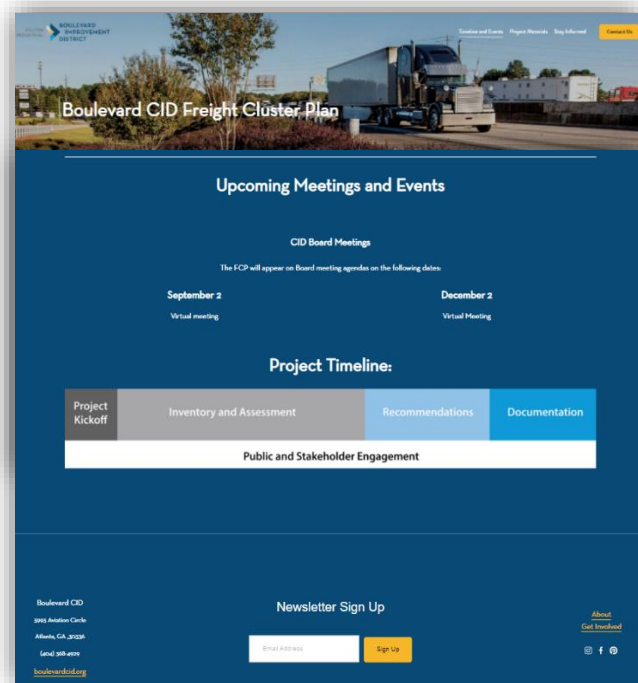 BOULEVARD
IMPROVEMENT
DISTRICT
Timeline and Events Project Materials Stay Informed Contact Us
Boulevard CID Freight Cluster Plan
Upcoming Meetings and Events
CID Board Meetings
The FCP will appear on Board meeting agendas on the following dates:
September 2
Virtual meeting
December 2
Virtual Meeting
Project Timeline:
Project
Kickoff
Inventory and Assessment
Recommendations
Documentation
Public and Stakeholder Engagement
Boulevard CID
Aviation Circle
Atlanta, GA ,30336
boulevardcid.org
Newsletter Sign Up
Email Address
Sign Up
About
Get Involved